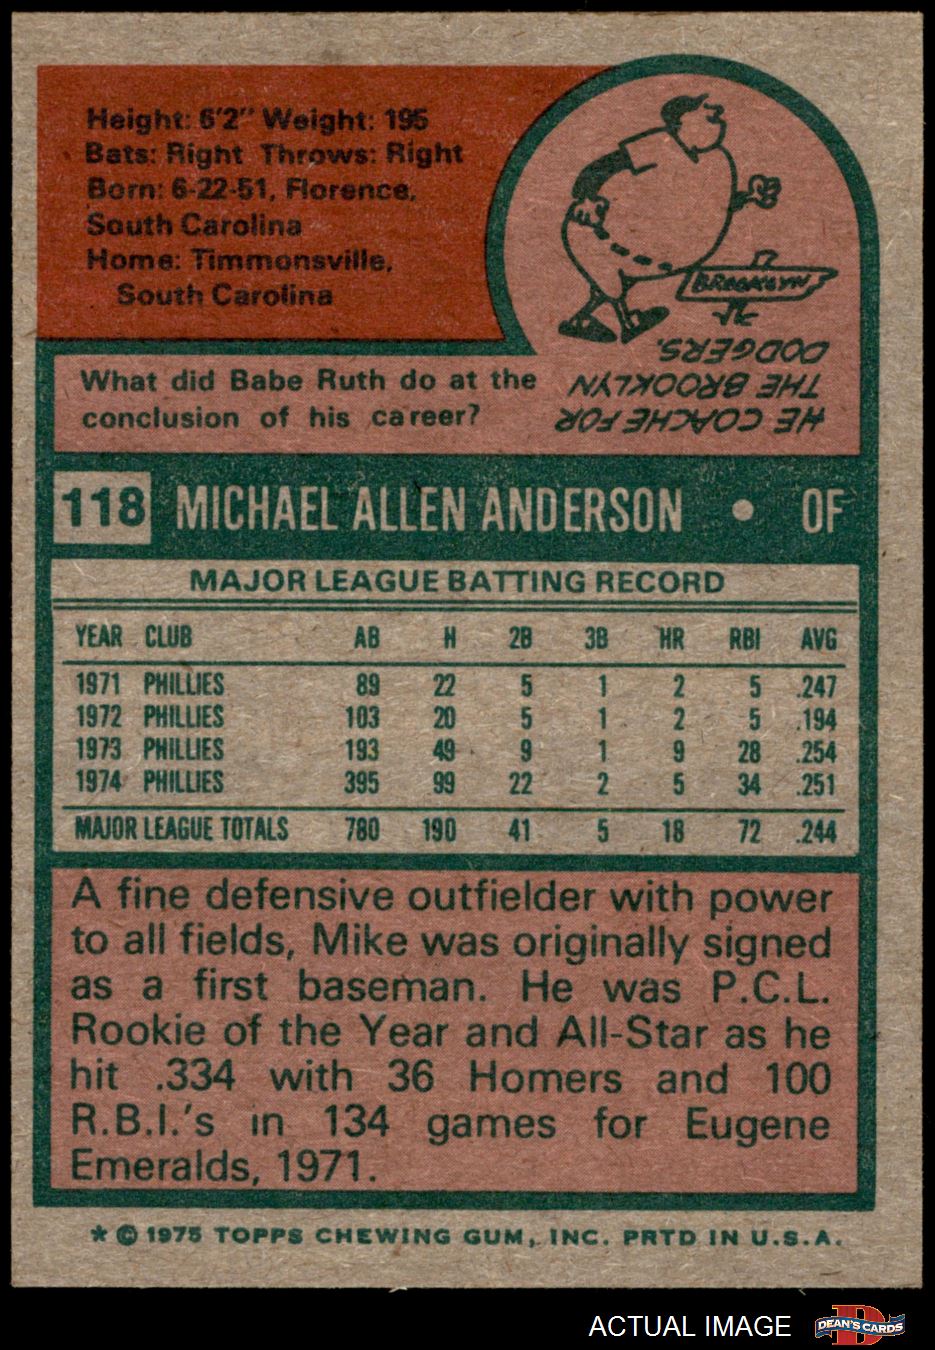 Height: 6'2" Weight: 195
Bats: Right Throws: Right
Born: 6-22-51, Florence,
South Carolina
Home: Timmonsville,
South Carolina
BROOKLYN
What did Babe Ruth do at the
conclusion of his career?
HE COACHED FOR
THE BROOKLYN
DODGERS.
118 MICHAEL ALLEN ANDERSON • OF
MAJOR LEAGUE BATTING RECORD
YEAR CLUB AB H 2B 3B HR RBI AVG
1971 PHILLIES 89 22 5 1 2 5 .247
1972 PHILLIES 103 20 5 1 2 5 .194
1973 PHILLIES 193 49 9 1 9 28 .254
1974 PHILLIES 395 99 22 2 5 34 .251
MAJOR LEAGUE TOTALS 780 190 41 5 18 72 .244
A fine defensive outfielder with power
to all fields, Mike was originally signed
as a first baseman. He was P.C.L.
Rookie of the Year and All-Star as he
hit .334 with 36 Homers and 100
R.B.I.'s in 134 games for Eugene
Emeralds, 1971.
* © 1975 TOPPS CHEWING GUM, INC. PRTD IN U.S.A.
ACTUAL IMAGE
D
DEAN'S CARDS